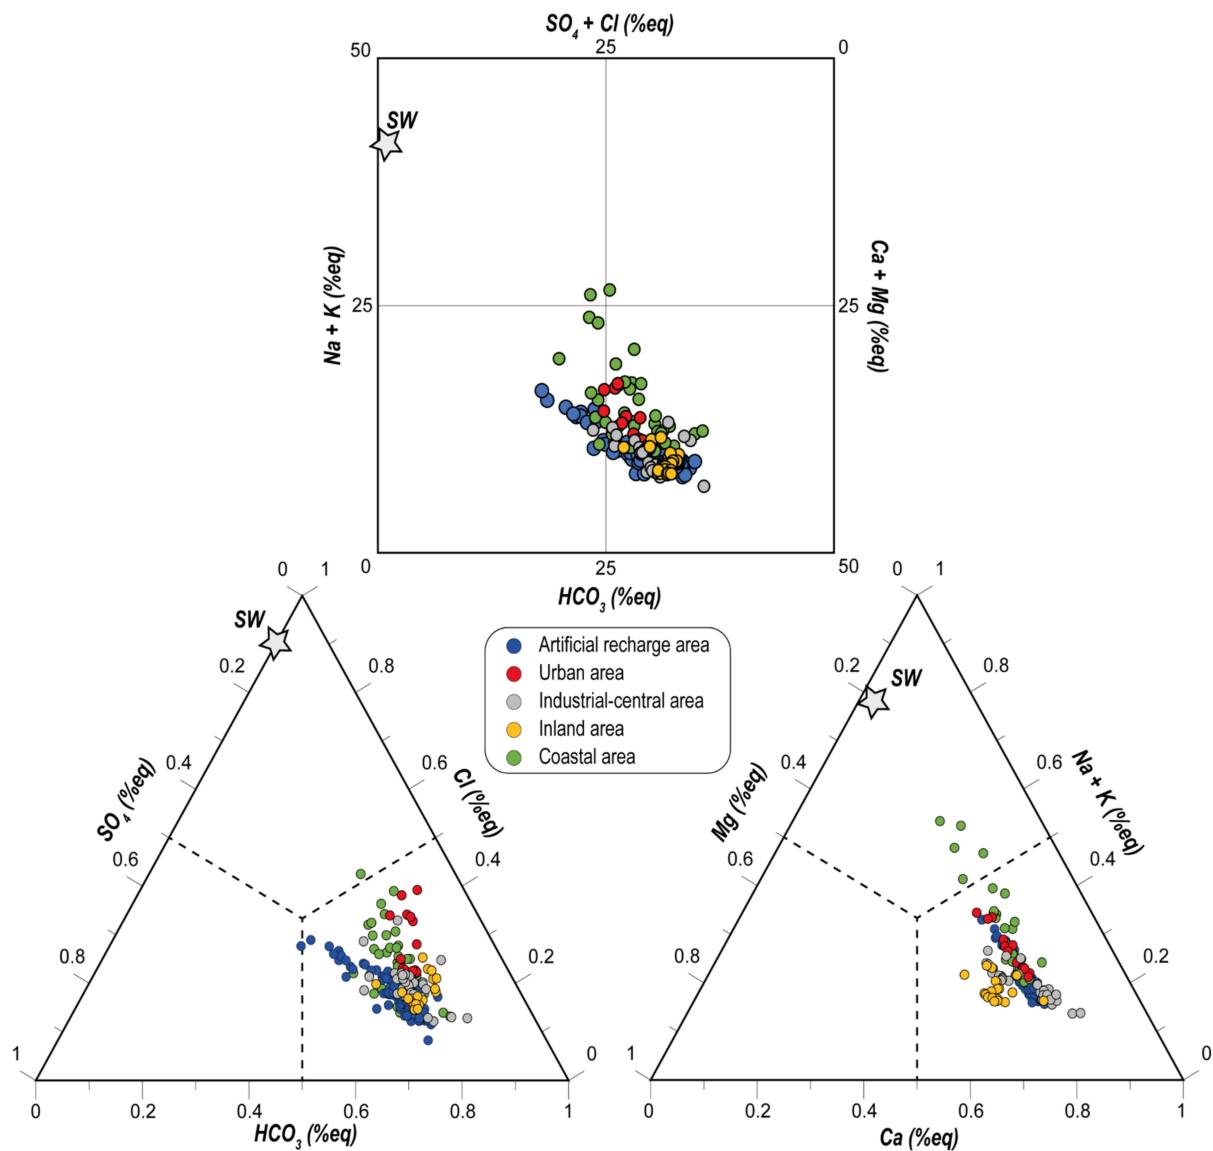 SO4 + Cl (%eq)
50 25 0
SW
Na + K (%eq)
25
25
Ca + Mg (%eq)
0 25 50
HCO3 (%eq)
0 1
SW
0.2 0.8
0.4 0.6
SO4 (%eq)
Cl (%eq)
0.6 0.4
0.8 0.2
1 0
0 0.2 0.4 0.6 0.8 1
HCO3 (%eq)
Artificial recharge area
Urban area
Industrial-central area
Inland area
Coastal area
0 1
SW
0.2 0.8
0.4 0.6
Mg (%eq)
Na + K (%eq)
0.6 0.4
0.8 0.2
1 0
0 0.2 0.4 0.6 0.8 1
Ca (%eq)